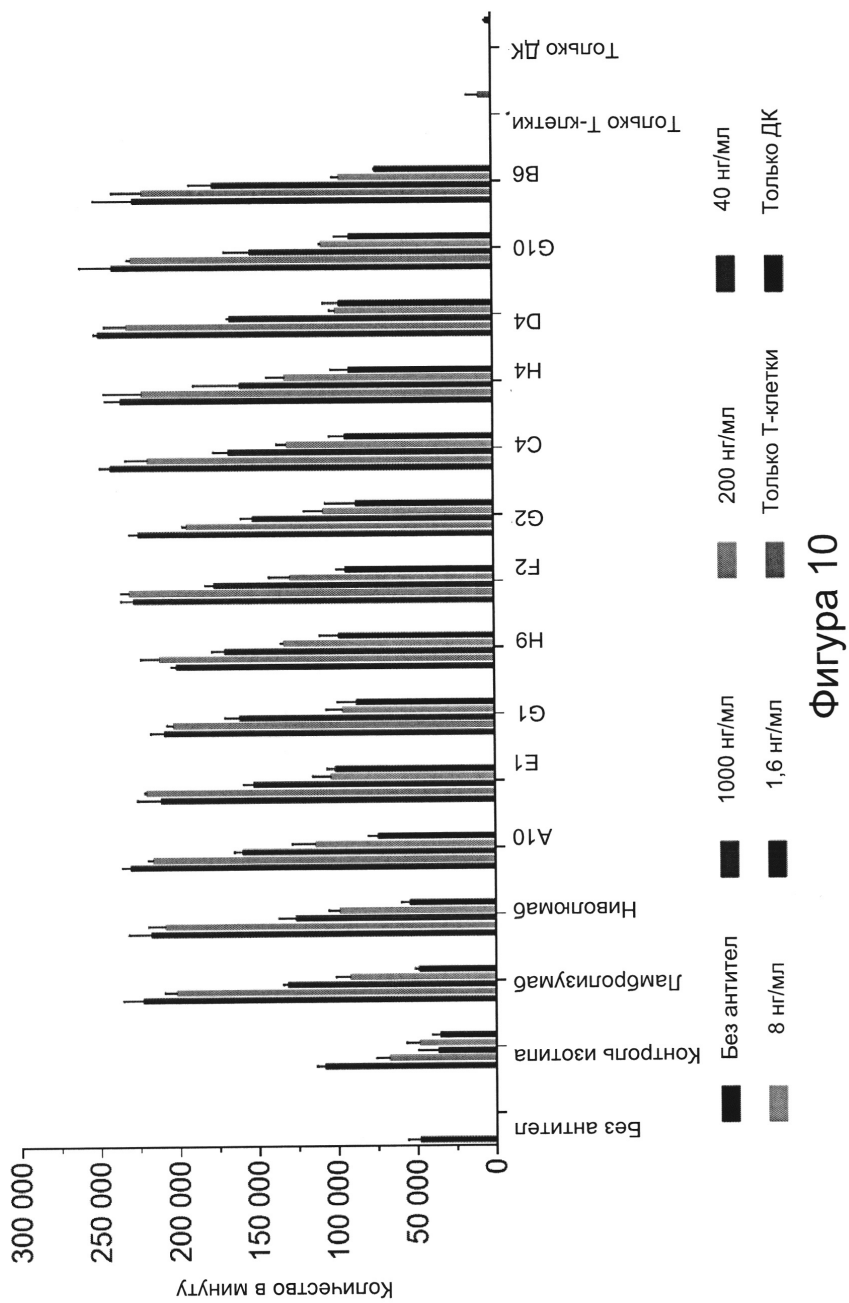 Количество в минуту
300 000
250 000
200 000
150 000
100 000
50 000
Без антител
Контроль изотипа
Ламбролизумаб
Ниволюмаб
A10
E1
G1
H9
F2
G2
C4
H4
D4
G10
B6
Только Т-клетки
Только ДК
Без антител
1000 нг/мл
200 нг/мл
40 нг/мл
8 нг/мл
1,6 нг/мл
Только Т-клетки
Только ДК
Фигура 10